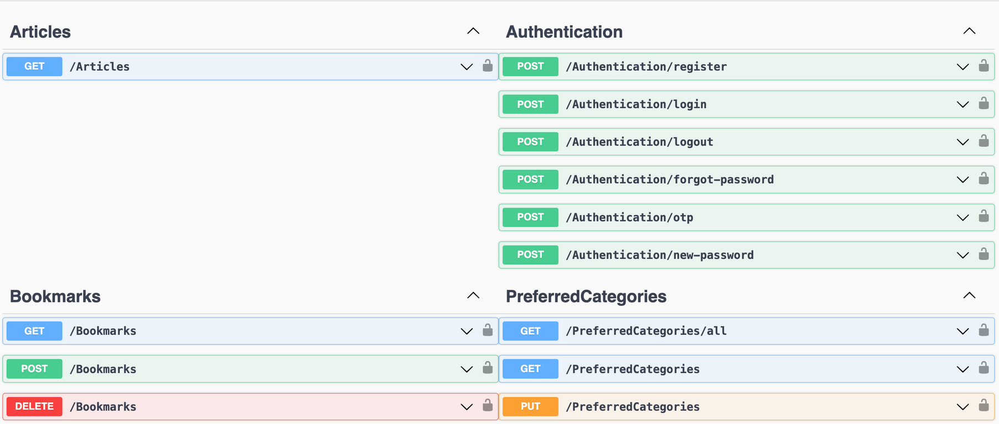 Articles
GET /Articles
Authentication
POST /Authentication/register
POST /Authentication/login
POST /Authentication/logout
POST /Authentication/forgot-password
POST /Authentication/otp
POST /Authentication/new-password
Bookmarks
GET /Bookmarks
POST /Bookmarks
DELETE /Bookmarks
PreferredCategories
GET /PreferredCategories/all
GET /PreferredCategories
PUT /PreferredCategories